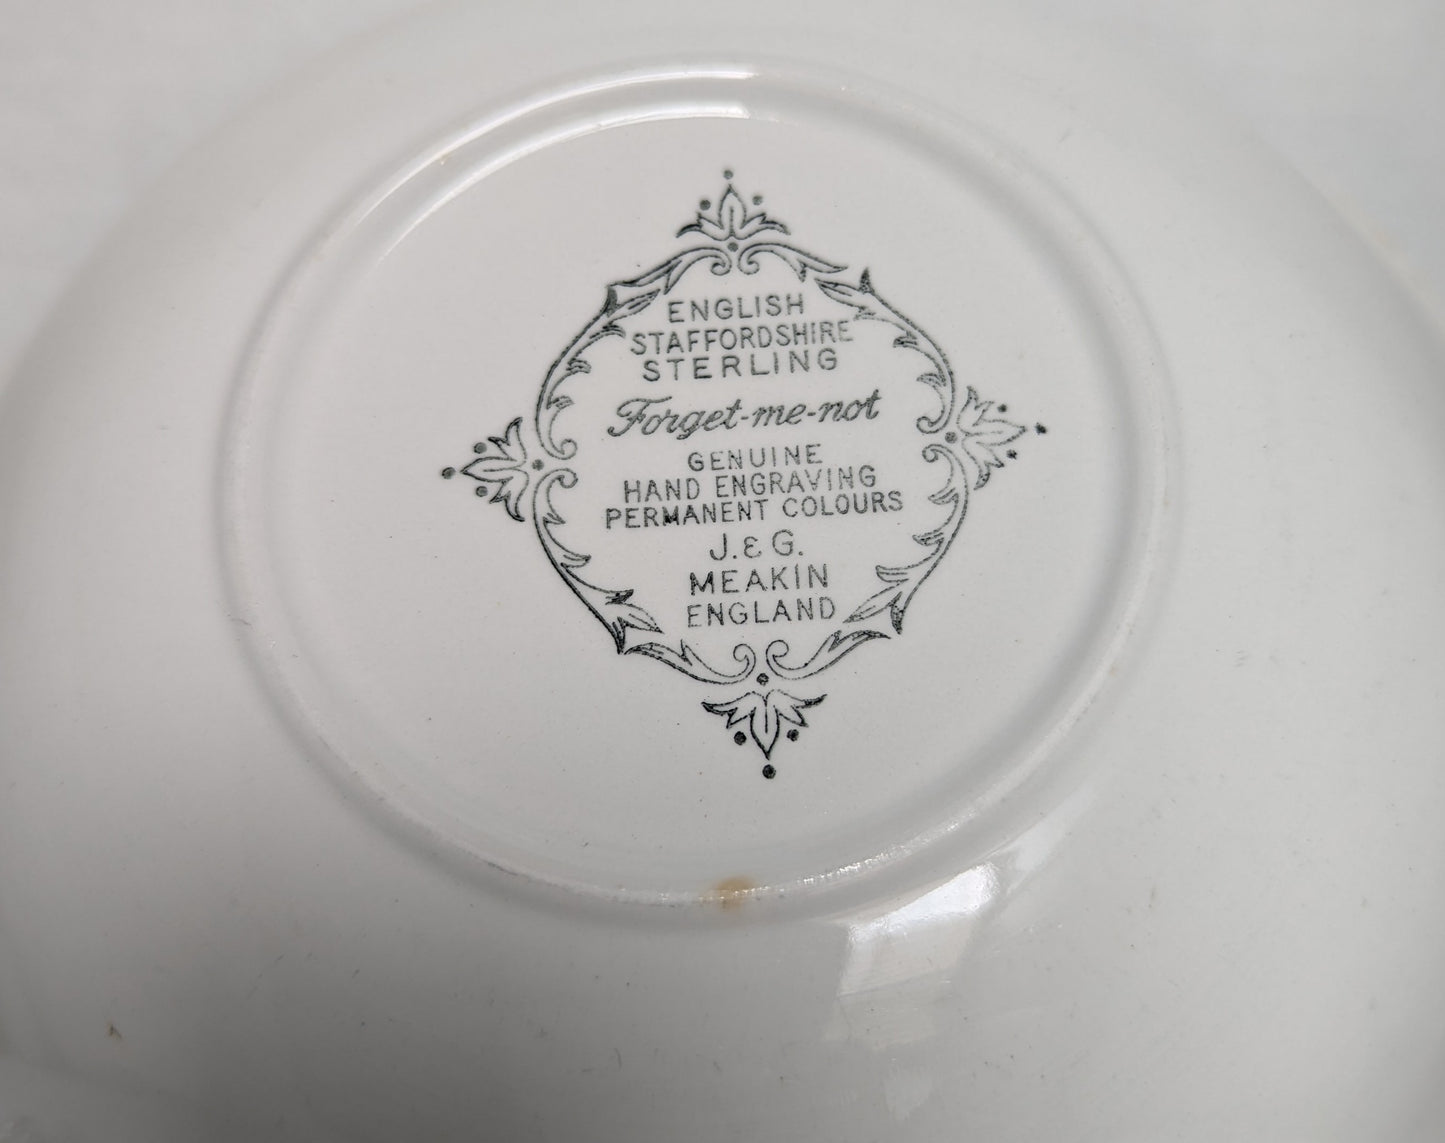 ENGLISH
STAFFORDSHIRE
STERLING
Forget-me-not
GENUINE
HAND ENGRAVING
PERMANENT COLOURS
J. & G.
MEAKIN
ENGLAND